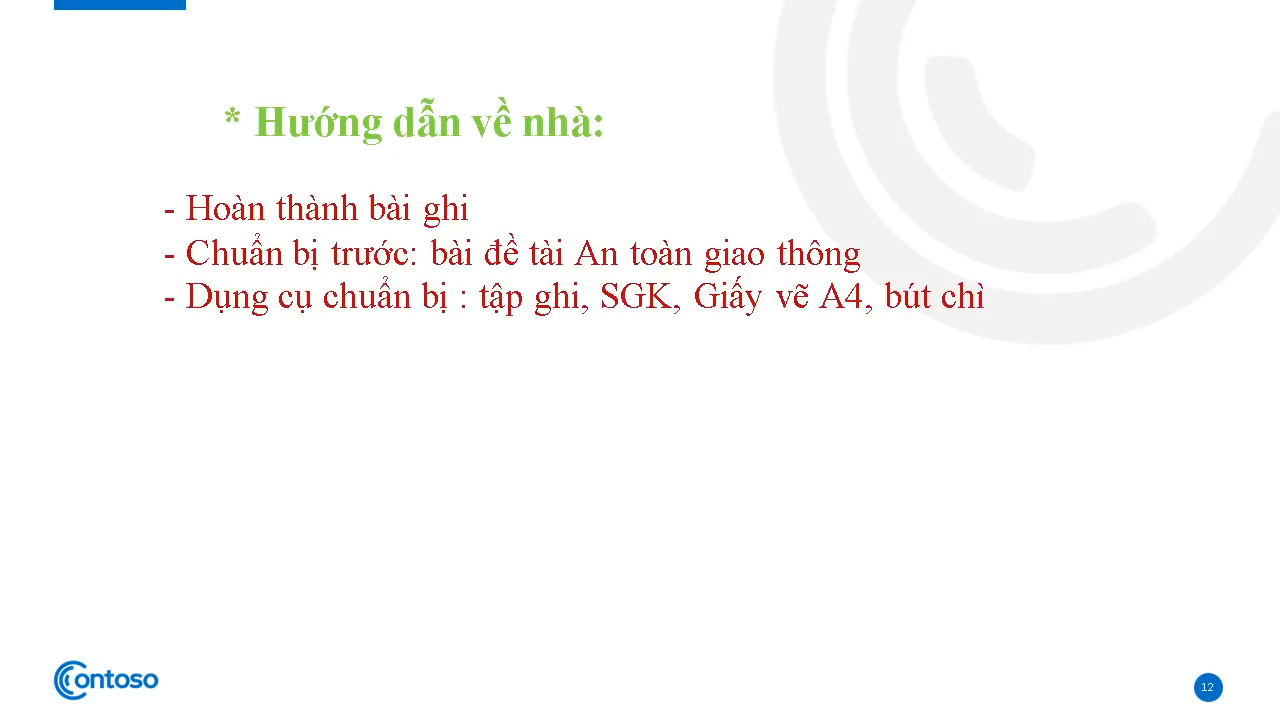 * Hướng dẫn về nhà:
- Hoàn thành bài ghi
- Chuẩn bị trước: bài đề tài An toàn giao thông
- Dụng cụ chuẩn bị : tập ghi, SGK, Giấy vẽ A4, bút chì
Contoso
12